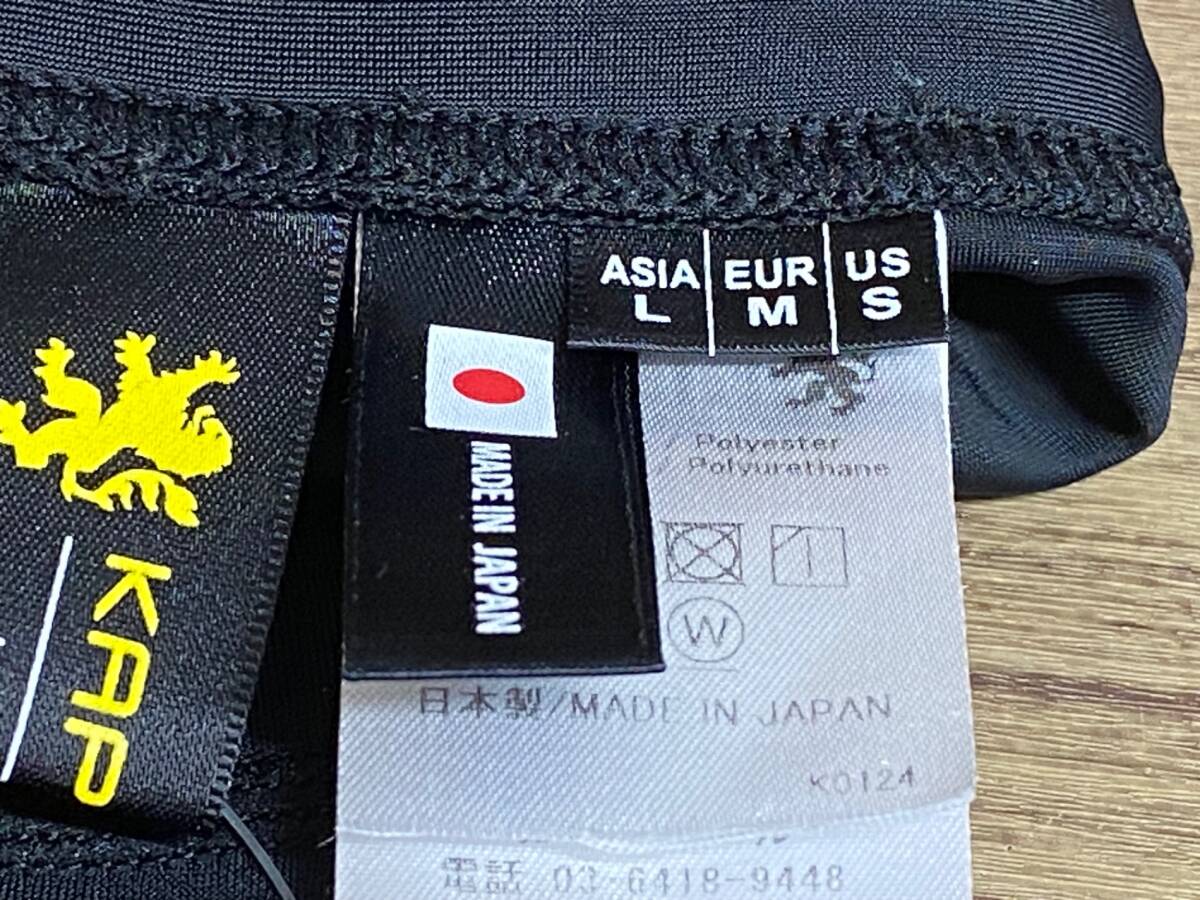 ASIA EUR US
L M S
MADE IN JAPAN
KAP
Polyester
Polyurethane
W
日本製/MADE IN JAPAN
K0124
電話 03-6418-9448